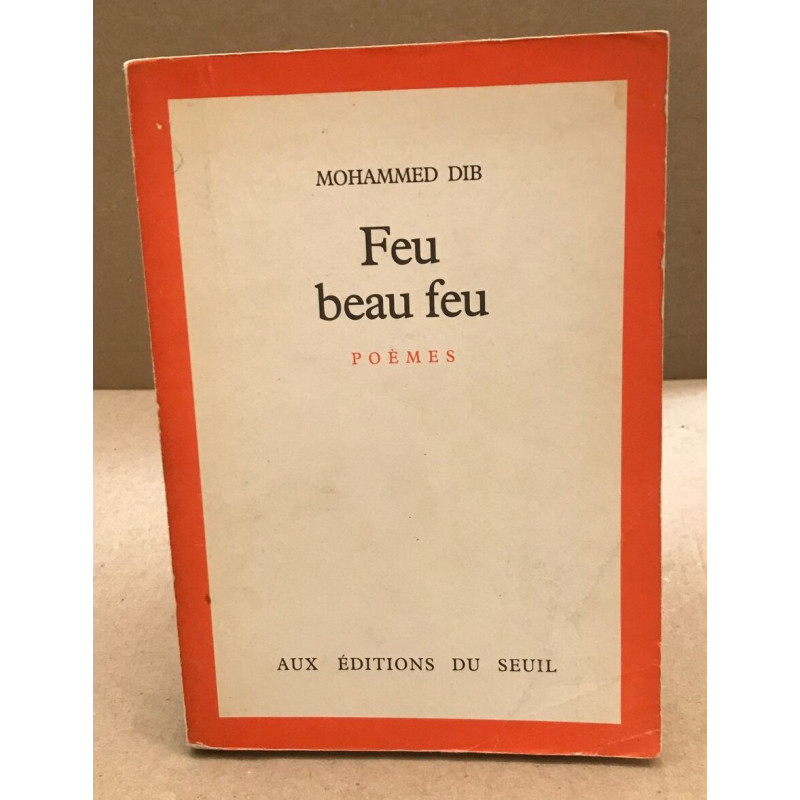 MOHAMMED DIB
Feu
beau feu
POÈMES
AUX ÉDITIONS DU SEUIL